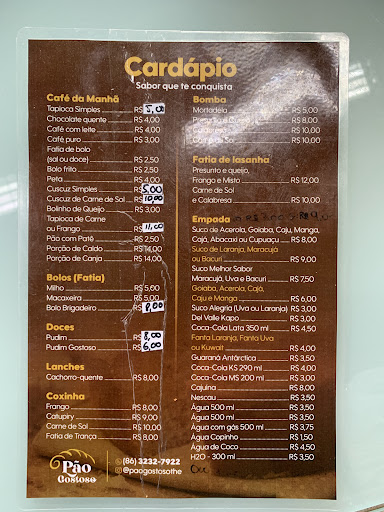 Cardápio
Sabor que te conquista
Café da Manhã
Tapioca Simples R$ 5,00
Chocolate quente R$ 4,00
Café com leite R$ 4,00
Café puro R$ 3,00
Fatia de bolo
(sal ou doce) R$ 2,50
Bolo frito R$ 2,50
Peta R$ 4,00
Cuscuz Simples R$ 5,00
Cuscuz de Carne de Sol R$ 10,00
Bolinho de Queijo R$ 3,00
Tapioca de Carne
ou Frango R$ 11,00
Pão com Patê R$ 2,50
Porção de Caldo R$ 14,00
Porção de Canja R$ 14,00
Bolos (Fatia)
Milho R$ 5,60
Macaxeira R$ 5,00
Bolo Brigadeiro R$ 8,00
Doces
Pudim R$ 8,00
Pudim Gostoso R$ 6,00
Lanches
Cachorro-quente R$ 8,00
Coxinha
Frango R$ 8,00
Catupiry R$ 9,00
Carne de Sol R$ 10,00
Fatia de Trança R$ 8,00
Pão Gostoso
(86) 3232-7922
@paogostosothe
Bomba
Mortadela R$ 5,00
Presunto e R$ 8,00
Calabresa R$ 10,00
Carne de Sol R$ 10,00
Fatia de lasanha
Presunto e queijo,
Frango e Misto R$ 12,00
Carne de Sol
e Calabresa R$ 10,00
Empada
Suco de Acerola, Goiaba, Caju, Manga,
Cajá, Abacaxi ou Cupuaçu R$ 8,00
Suco de Laranja, Maracujá
ou Bacuri R$ 9,00
Suco Melhor Sabor
Maracujá, Uva e Bacuri R$ 7,50
Goiaba, Acerola, Cajá,
Caju e Manga R$ 6,00
Suco Alegria (Uva ou Laranja) R$ 3,00
Del Valle Kapo R$ 3,00
Coca-Cola Lata 350 ml R$ 4,50
Fanta Laranja, Fanta Uva
ou Kuwait R$ 4,00
Guaraná Antárctica R$ 3,50
Coca-Cola KS 290 ml R$ 4,00
Coca-Cola MS 200 ml R$ 3,00
Cajuína R$ 8,00
Nescau R$ 3,50
Água 500 ml R$ 3,50
Água 500 ml R$ 3,50
Água com gás 500 ml R$ 3,75
Água Copinho R$ 1,50
Água de Coco R$ 4,50
H2O - 300 ml R$ 3,50